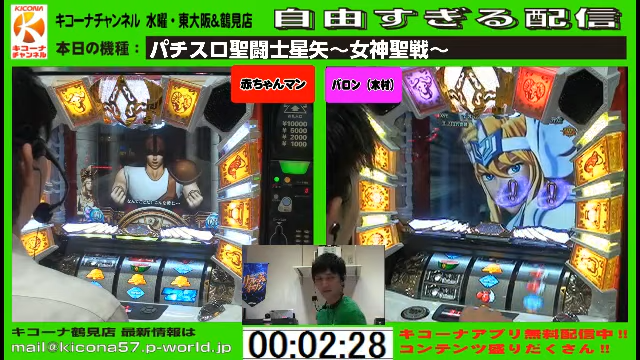 KICONA
キコーナ
チャンネル
キコーナチャンネル 水曜・東大阪&鶴見店
自由すぎる配信
本日の機種:
パチスロ聖闘士星矢～女神聖戦～
赤ちゃんマン
バロン (木村)
¥10000
5000
2000
1000
キコーナ鶴見店 最新情報は
mail@kicona57.p-world.jp
00:02:28
キコーナアプリ無料配信中!!
コンテンツ盛りだくさん!!